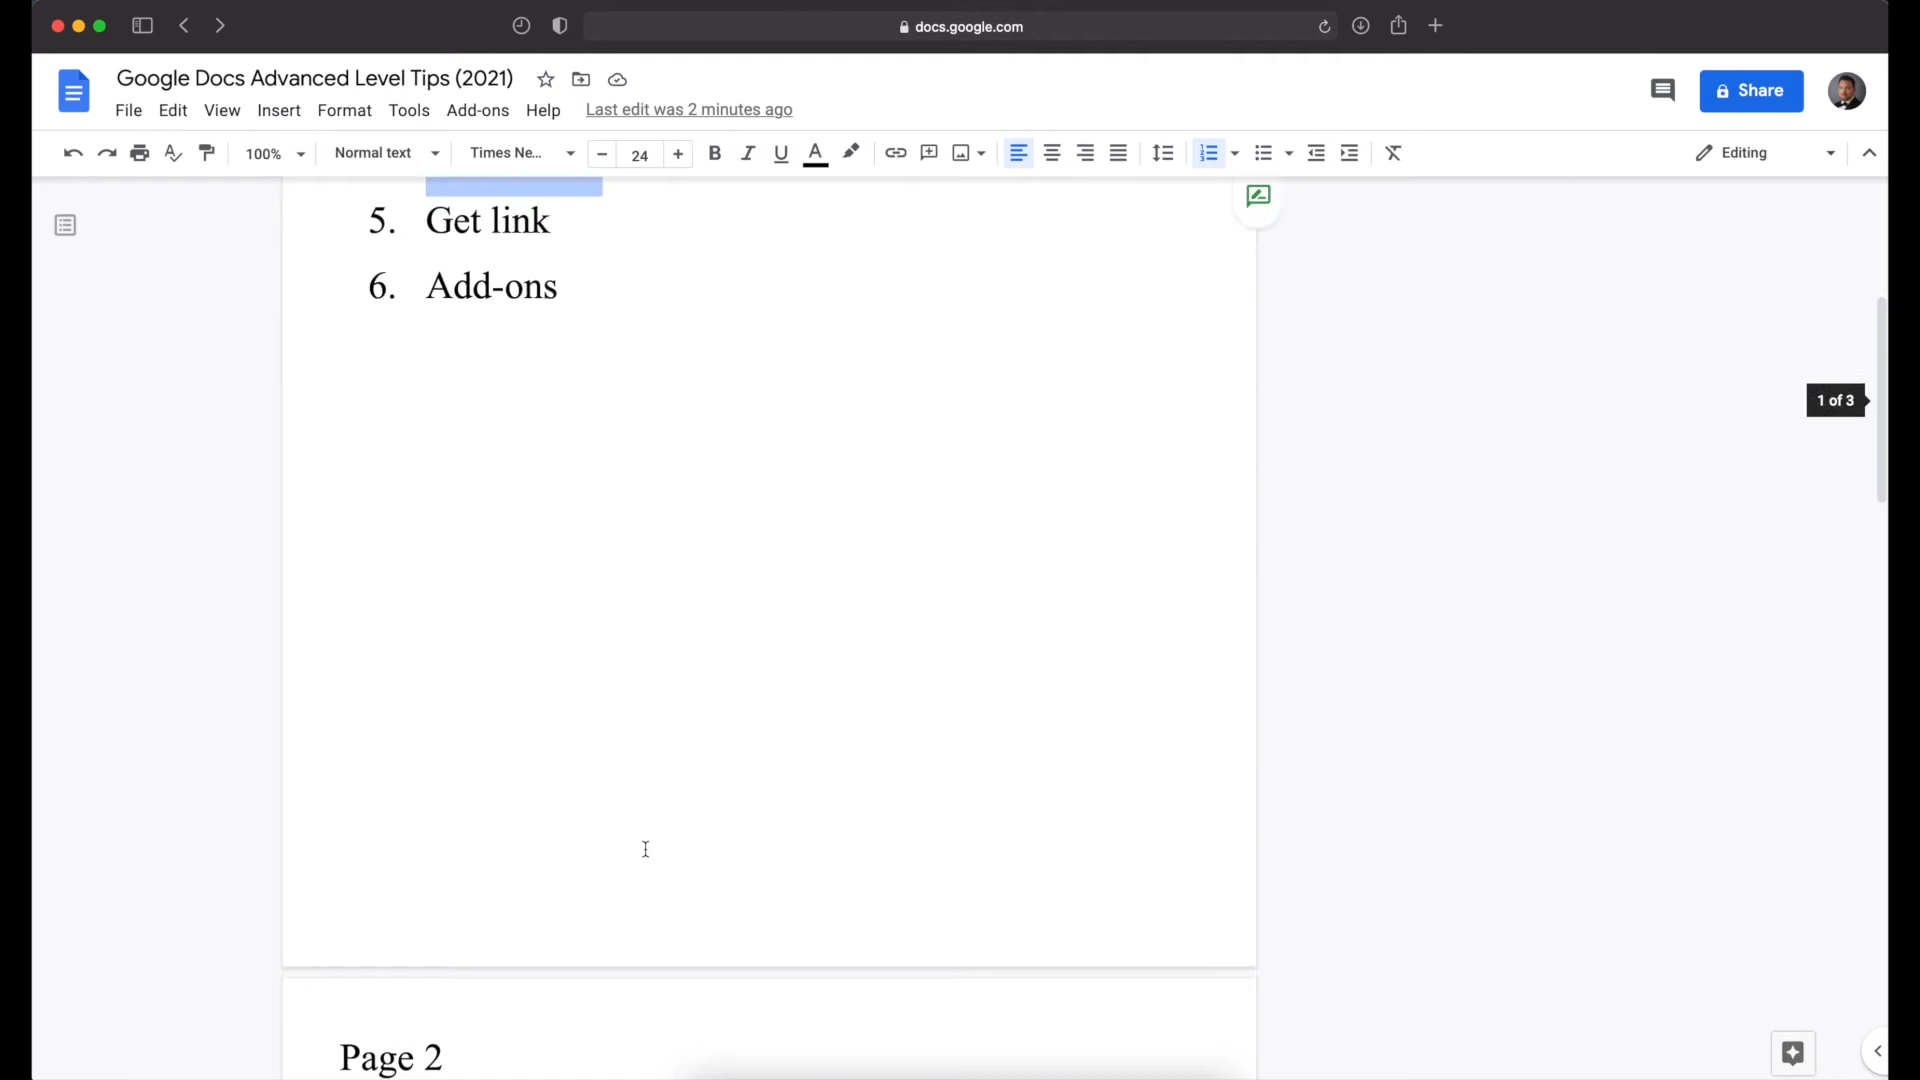 docs.google.com
Google Docs Advanced Level Tips (2021)
File Edit View Insert Format Tools Add-ons Help Last edit was 2 minutes ago
Share
100% Normal text Times Ne... 24 Editing
5. Get link
6. Add-ons
1 of 3
Page 2